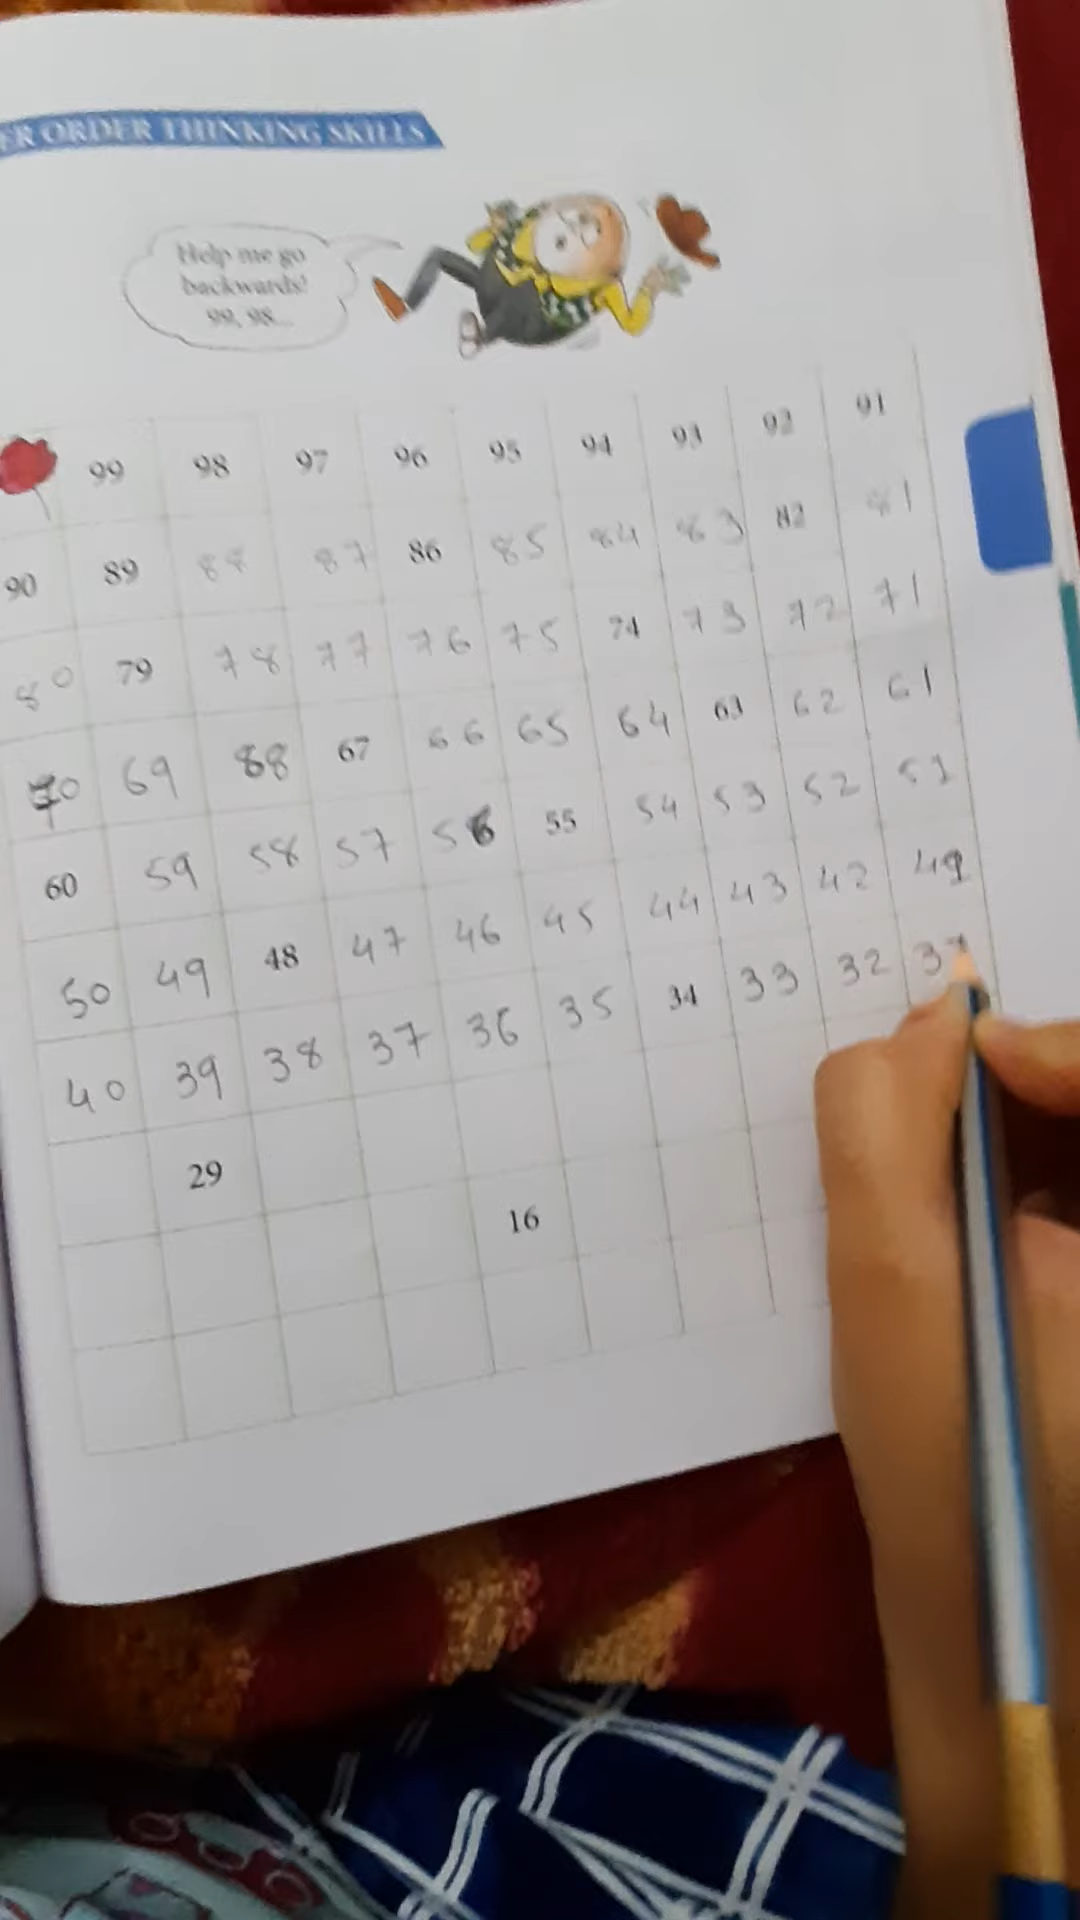 ER ORDER THINKING SKILLS
Help me go
backwards!
99, 98...
99 98 97 96 95 94 93 92 91
90 89 88 87 86 85 84 83 82 81
80 79 78 77 76 75 74 73 72 71
70 69 88 67 66 65 64 63 62 61
60 59 58 57 56 55 54 53 52 51
50 49 48 47 46 45 44 43 42 41
40 39 38 37 36 35 34 33 32
29
16